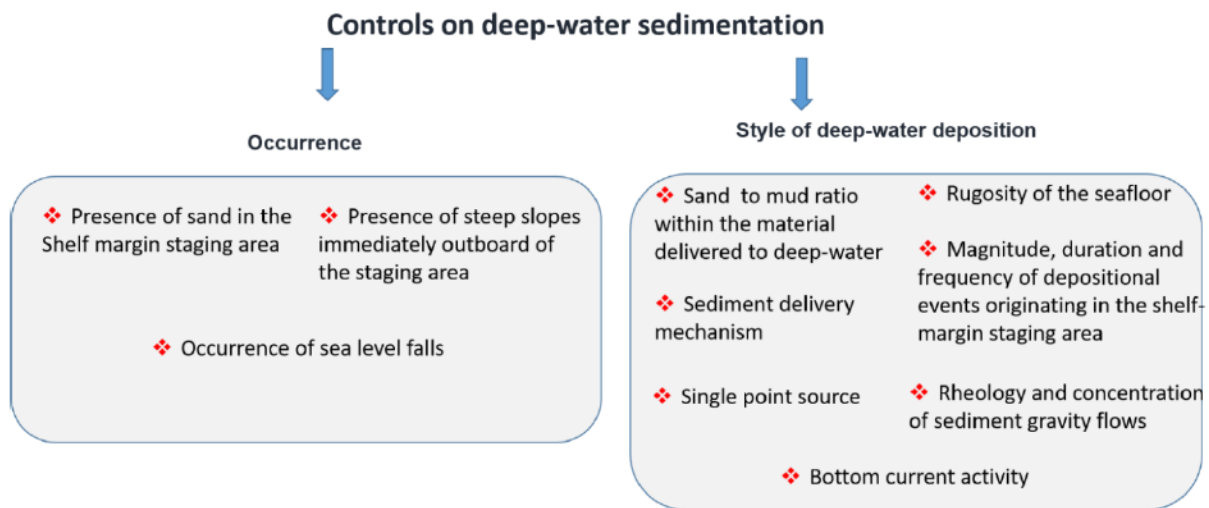 Controls on deep-water sedimentation
Occurrence
❖ Presence of sand in the
Shelf margin staging area
❖ Presence of steep slopes
immediately outboard of
the staging area
❖ Occurrence of sea level falls
Style of deep-water deposition
❖ Sand to mud ratio
within the material
delivered to deep-water
❖ Sediment delivery
mechanism
❖ Single point source
❖ Rugosity of the seafloor
❖ Magnitude, duration and
frequency of depositional
events originating in the shelf-
margin staging area
❖ Rheology and concentration
of sediment gravity flows
❖ Bottom current activity